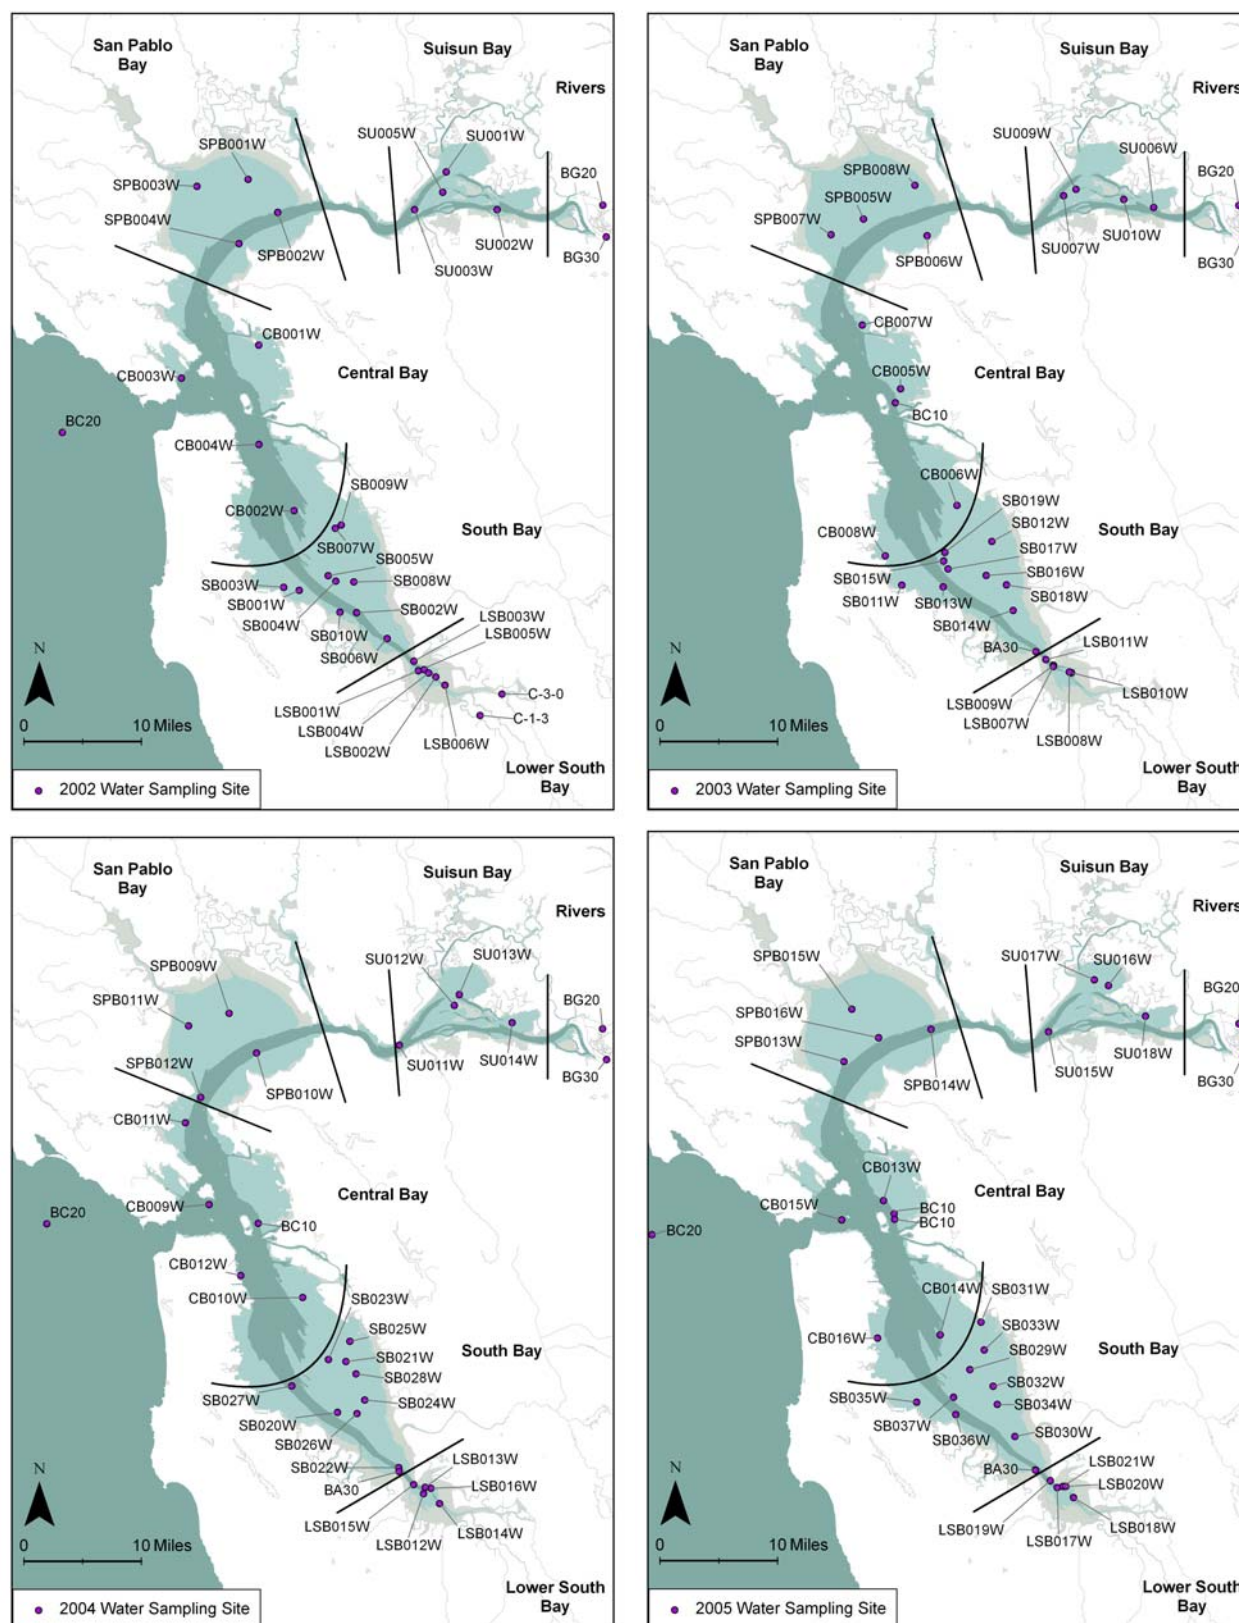 San Pablo
Bay
Suisun Bay
Rivers
SPB001W
SU005W
SU001W
SPB003W
BG20
SPB004W
SPB002W
SU002W
SU003W
BG30
CB001W
CB003W
Central Bay
BC20
CB004W
SB009W
CB002W
South Bay
SB007W
SB005W
SB003W
SB008W
SB001W
SB004W
SB002W
LSB003W
SB010W
LSB005W
SB006W
N
LSB001W
C-3-0
LSB004W
C-1-3
LSB002W
LSB006W
0 10 Miles
Lower South
Bay
2002 Water Sampling Site
San Pablo
Bay
Suisun Bay
Rivers
SU009W
SU006W
SPB008W
BG20
SPB005W
SPB007W
SU010W
SU007W
SPB006W
BG30
CB007W
CB005W
Central Bay
BC10
CB006W
SB019W
South Bay
SB012W
CB008W
SB017W
SB015W
SB016W
SB011W
SB013W
SB018W
SB014W
BA30
LSB011W
N
LSB009W
LSB010W
LSB007W
LSB008W
0 10 Miles
Lower South
Bay
2003 Water Sampling Site
San Pablo
Bay
Suisun Bay
Rivers
SU012W
SU013W
SPB009W
SPB011W
BG20
SPB012W
SU011W
SU014W
SPB010W
BG30
CB011W
Central Bay
CB009W
BC20
BC10
CB012W
CB010W
SB023W
SB025W
South Bay
SB021W
SB028W
SB027W
SB024W
SB020W
SB026W
SB022W
LSB013W
N
BA30
LSB016W
LSB015W
LSB014W
LSB012W
0 10 Miles
Lower South
Bay
2004 Water Sampling Site
San Pablo
Bay
Suisun Bay
Rivers
SPB015W
SU017W
SU016W
BG20
SPB016W
SPB013W
SPB014W
SU015W
SU018W
BG30
CB013W
Central Bay
CB015W
BC10
BC10
BC20
CB014W
SB031W
CB016W
SB033W
South Bay
SB029W
SB032W
SB035W
SB034W
SB037W
SB036W
SB030W
BA30
LSB021W
N
LSB020W
LSB019W
LSB018W
LSB017W
0 10 Miles
Lower South
Bay
2005 Water Sampling Site